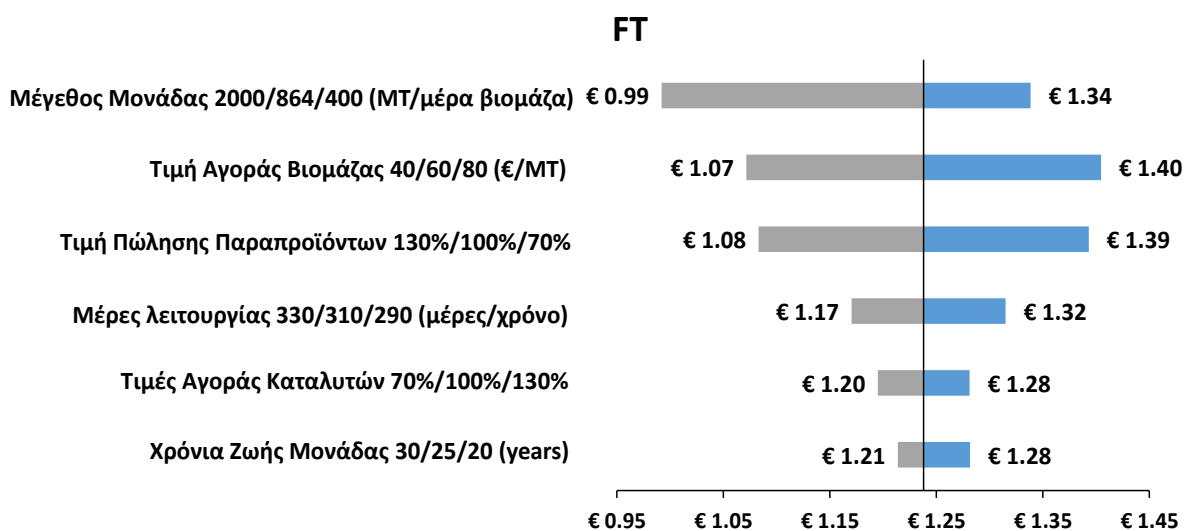 FT
Μέγεθος Μονάδας 2000/864/400 (ΜΤ/μέρα βιομάζα) € 0.99 € 1.34
Τιμή Αγοράς Βιομάζας 40/60/80 (€/ΜΤ) € 1.07 € 1.40
Τιμή Πώλησης Παραπροϊόντων 130%/100%/70% € 1.08 € 1.39
Μέρες λειτουργίας 330/310/290 (μέρες/χρόνο) € 1.17 € 1.32
Τιμές Αγοράς Καταλυτών 70%/100%/130% € 1.20 € 1.28
Χρόνια Ζωής Μονάδας 30/25/20 (years) € 1.21 € 1.28
€ 0.95 € 1.05 € 1.15 € 1.25 € 1.35 € 1.45